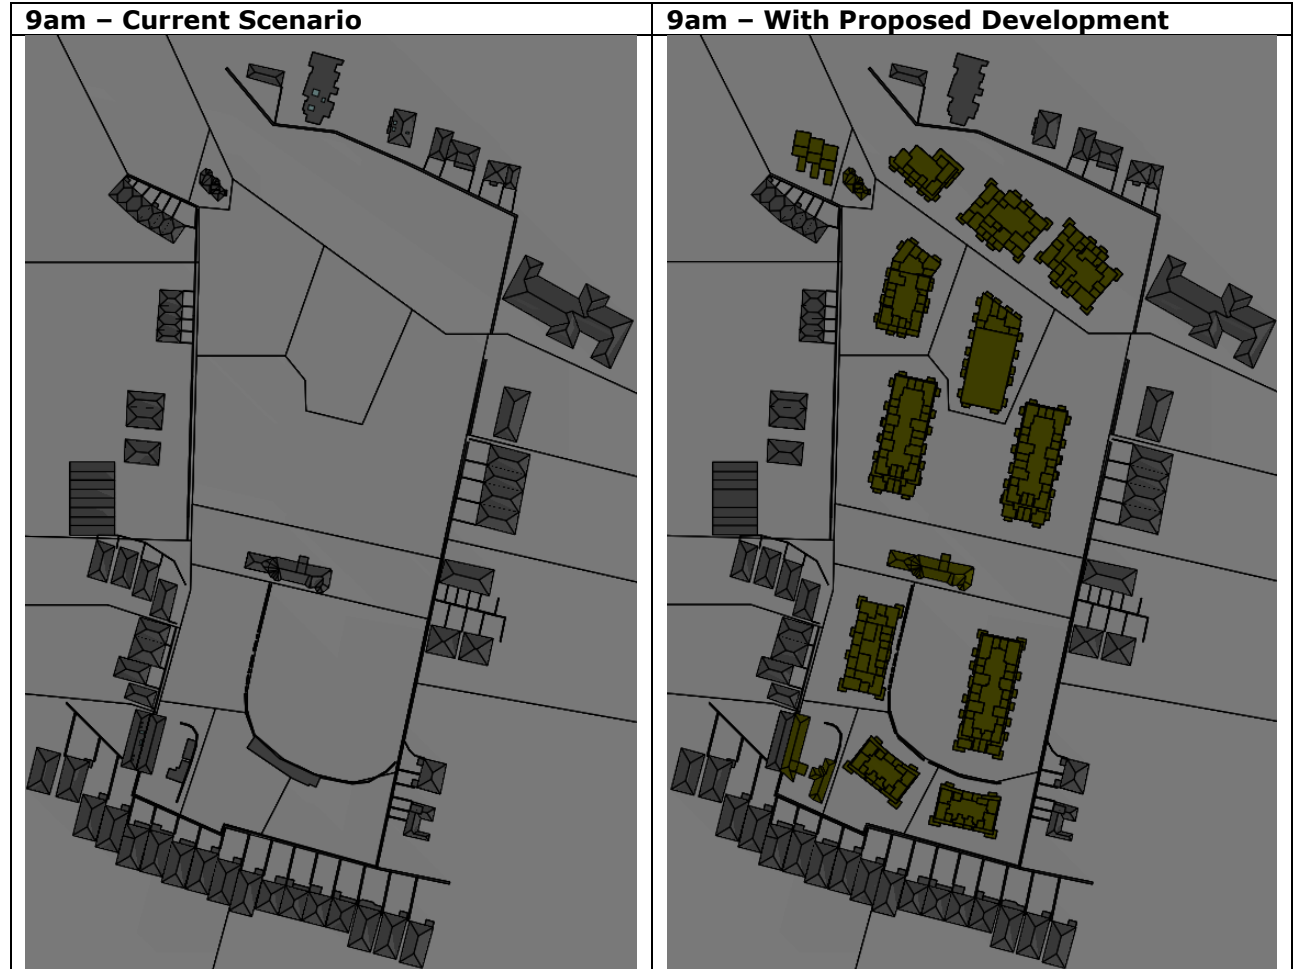 9am – Current Scenario
9am – With Proposed Development